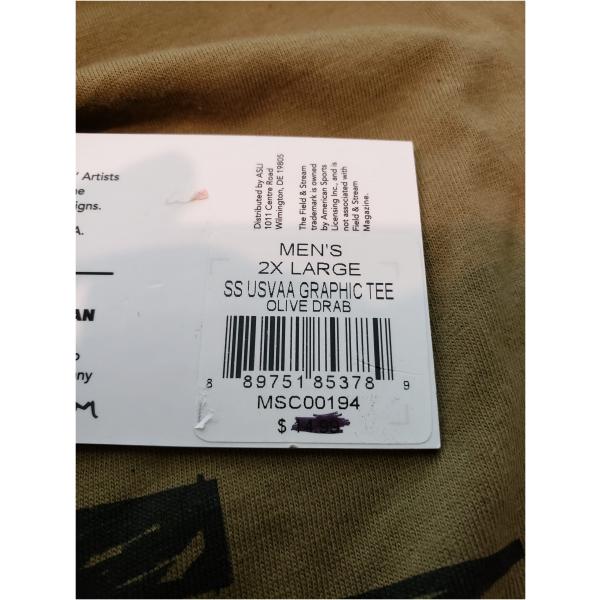 Artists
igns.
A.
AN
Distributed by ASLI
1011 Centre Road
Wilmington, DE 19805
The Field & Stream
trademark is owned
by American Sports
Licensing Inc., and is
not associated with
Field & Stream
Magazine.
MEN'S
2X LARGE
SS USVAA GRAPHIC TEE
OLIVE DRAB
8 89751 85378 9
MSC00194
$ 14.99